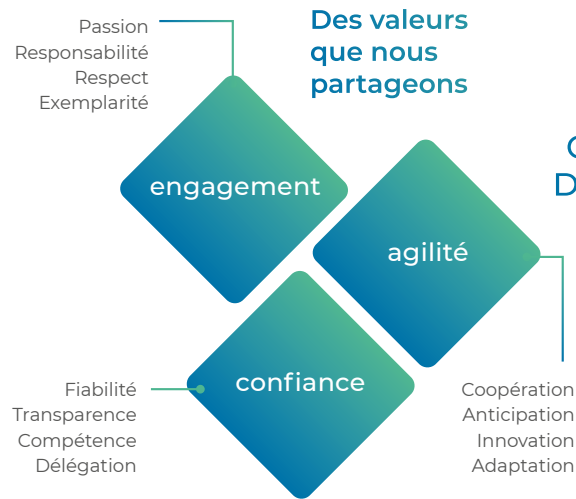 Des valeurs
que nous
partageons
Passion
Responsabilité
Respect
Exemplarité
engagement
agilité
confiance
Fiabilité
Transparence
Compétence
Délégation
Coopération
Anticipation
Innovation
Adaptation